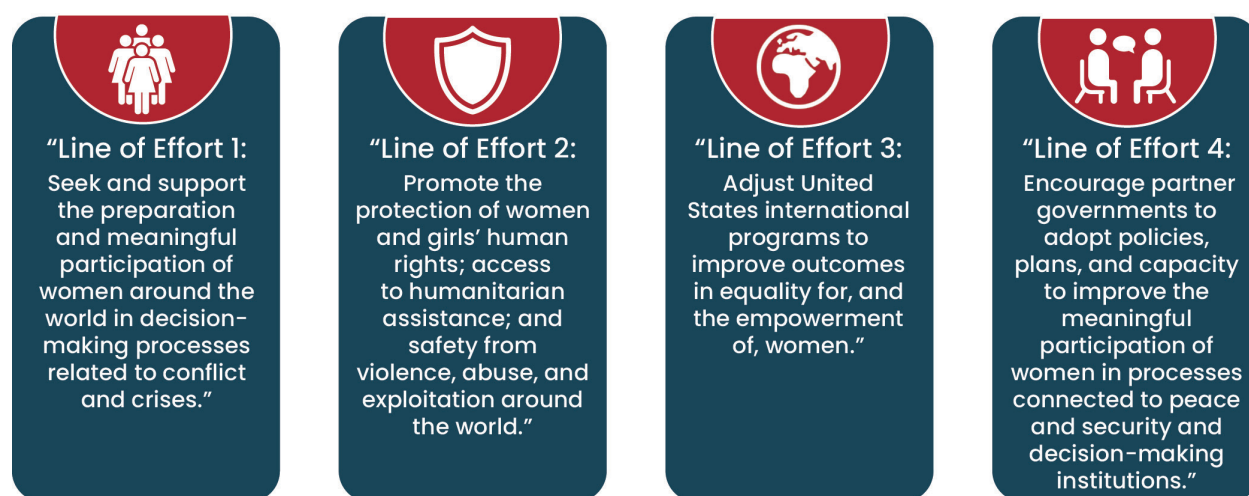 “Line of Effort 1:
Seek and support
the preparation
and meaningful
participation of
women around the
world in decision-
making processes
related to conflict
and crises.”
“Line of Effort 2:
Promote the
protection of women
and girls’ human
rights; access
to humanitarian
assistance; and
safety from
violence, abuse, and
exploitation around
the world.”
“Line of Effort 3:
Adjust United
States international
programs to
improve outcomes
in equality for, and
the empowerment
of, women.”
“Line of Effort 4:
Encourage partner
governments to
adopt policies,
plans, and capacity
to improve the
meaningful
participation of
women in processes
connected to peace
and security and
decision-making
institutions.”